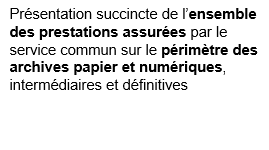 Présentation succincte de l'ensemble
des prestations assurées par le
service commun sur le périmètre des
archives papier et numériques,
intermédiaires et définitives